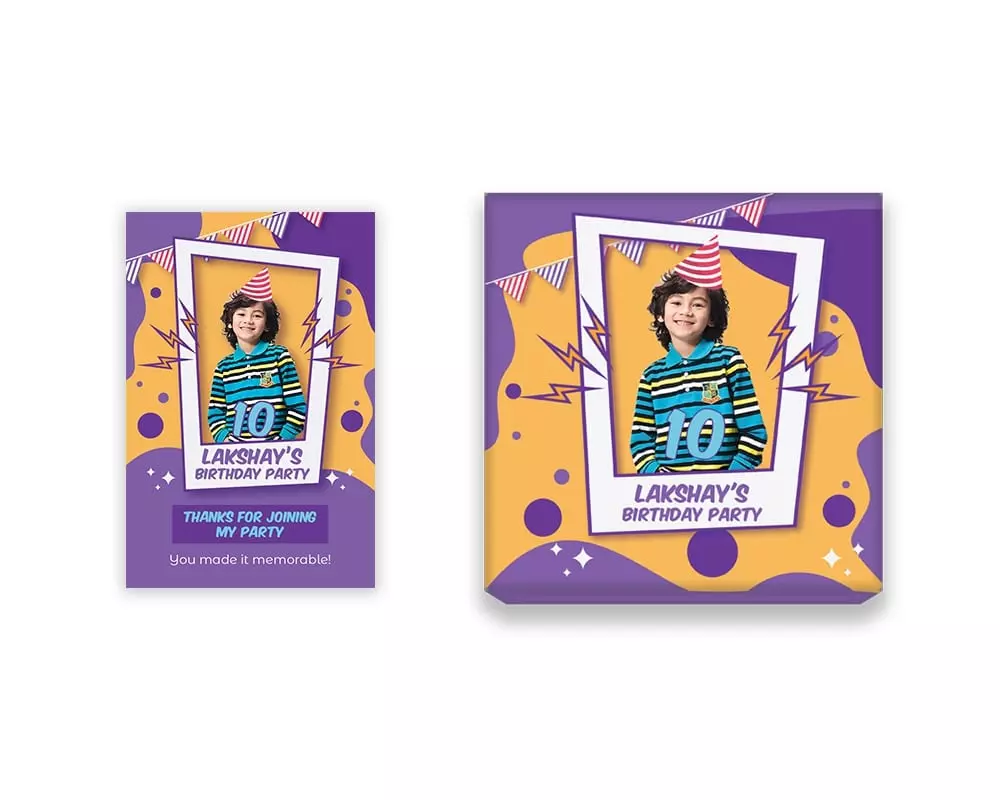 10
LAKSHAY'S
BIRTHDAY PARTY
THANKS FOR JOINING
MY PARTY
You made it memorable!
10
LAKSHAY'S
BIRTHDAY PARTY